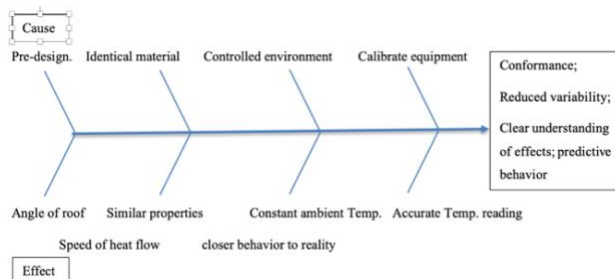 Cause
Pre-design. Identical material Controlled environment Calibrate equipment
Conformance;
Reduced variability;
Clear understanding
of effects; predictive
behavior
Angle of roof Similar properties Constant ambient Temp. Accurate Temp. reading
Speed of heat flow closer behavior to reality
Effect